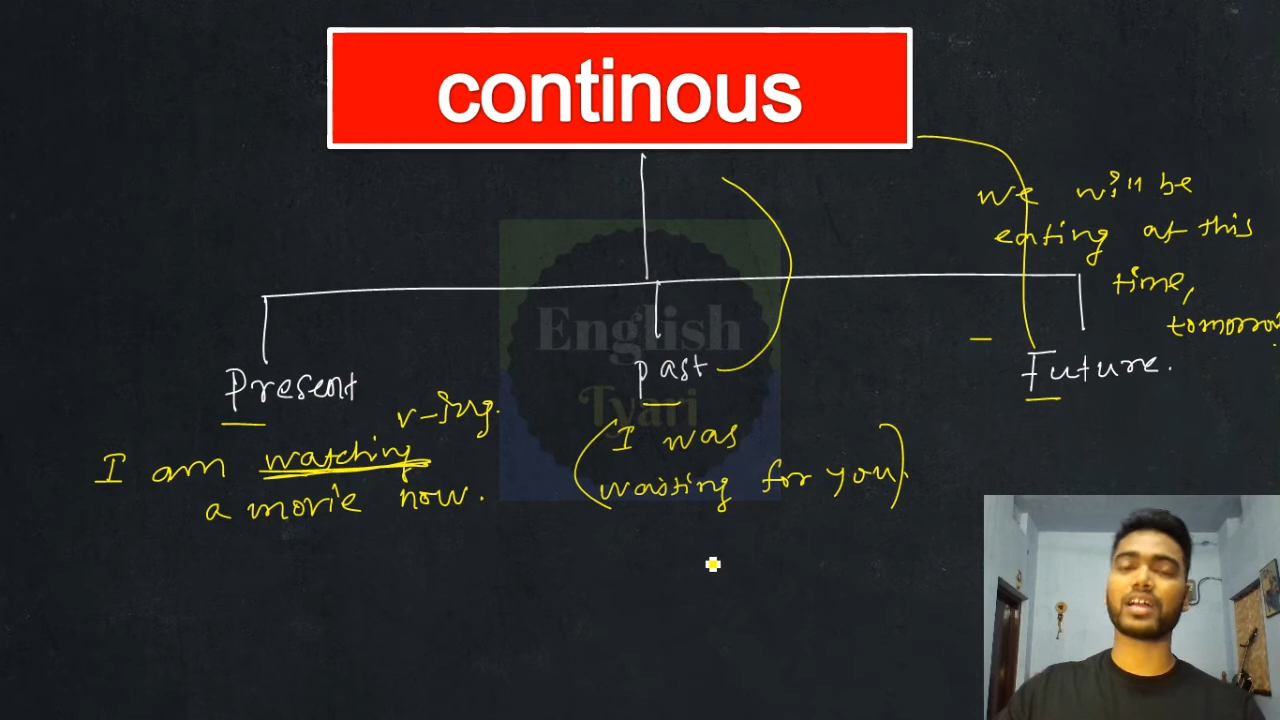 continous
we will be
eating at this
time,
tomorrow
English
Tyari
Present
past
Future.
v-ing.
I am watching
a movie now.
(I was
waiting for you)